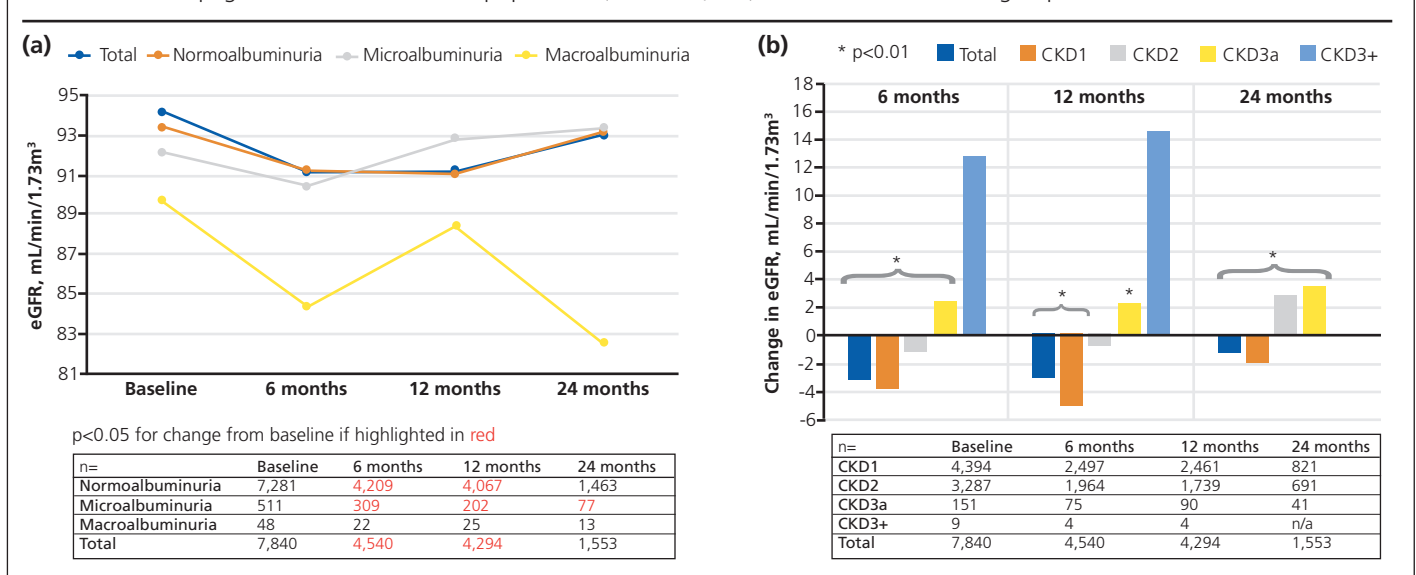 (a) Total Normoalbuminuria Microalbuminuria Macroalbuminuria
eGFR, mL/min/1.73m³
95
93
91
89
87
85
83
81
Baseline 6 months 12 months 24 months
p<0.05 for change from baseline if highlighted in red
n= Baseline 6 months 12 months 24 months
Normoalbuminuria 7,281 4,209 4,067 1,463
Microalbuminuria 511 309 202 77
Macroalbuminuria 48 22 25 13
Total 7,840 4,540 4,294 1,553
(b) * p<0.01 Total CKD1 CKD2 CKD3a CKD3+
Change in eGFR, mL/min/1.73m³
18
16
14
12
10
8
6
4
2
0
-2
-4
-6
6 months 12 months 24 months
*
*
*
*
n= Baseline 6 months 12 months 24 months
CKD1 4,394 2,497 2,461 821
CKD2 3,287 1,964 1,739 691
CKD3a 151 75 90 41
CKD3+ 9 4 4 n/a
Total 7,840 4,540 4,294 1,553